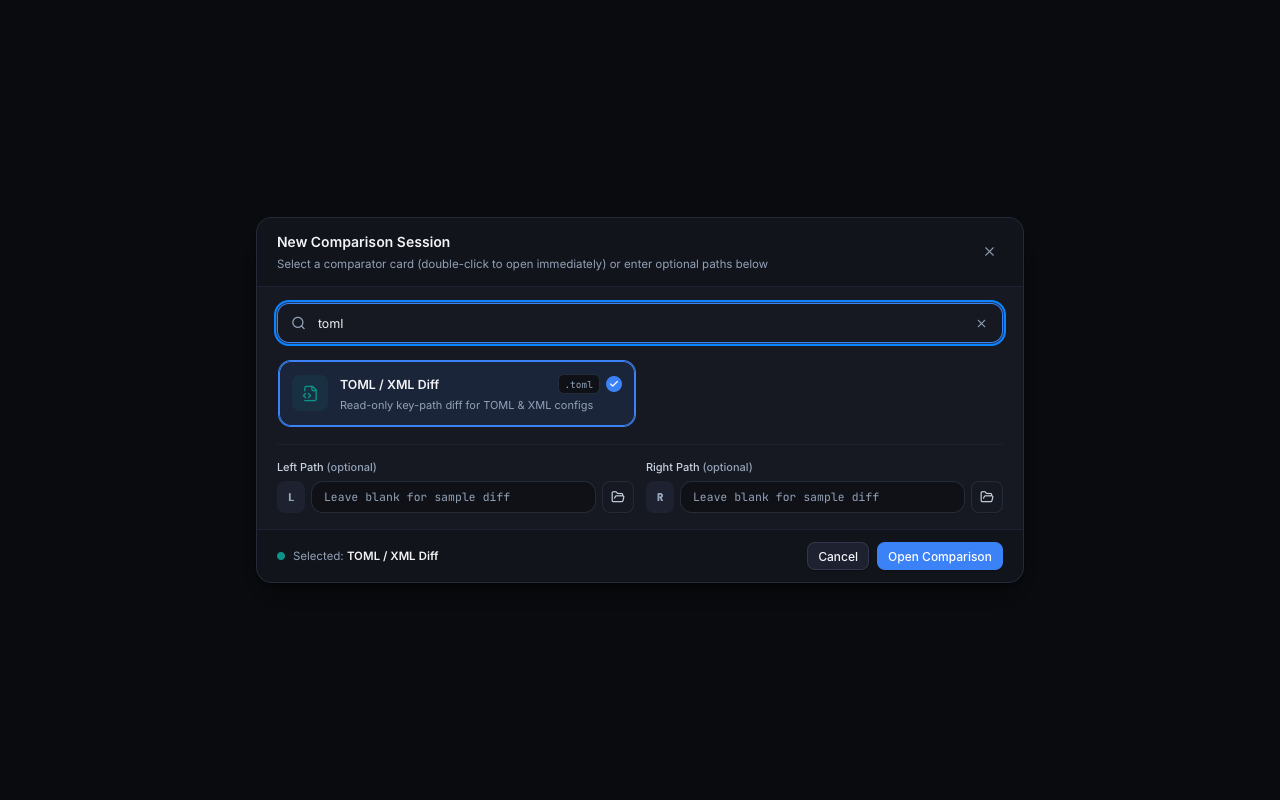 New Comparison Session
Select a comparator card (double-click to open immediately) or enter optional paths below
toml
TOML / XML Diff
.toml
Read-only key-path diff for TOML & XML configs
Left Path (optional)
Right Path (optional)
L
Leave blank for sample diff
R
Leave blank for sample diff
Selected: TOML / XML Diff
Cancel
Open Comparison